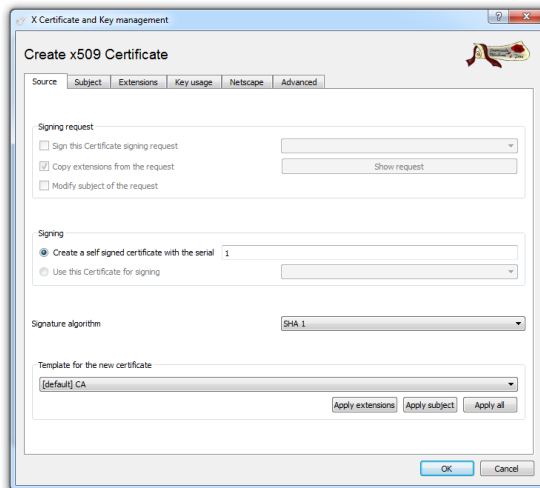 X Certificate and Key management
Create x509 Certificate
Source Subject Extensions Key usage Netscape Advanced
Signing request
Sign this Certificate signing request
Copy extensions from the request Show request
Modify subject of the request
Signing
Create a self signed certificate with the serial 1
Use this Certificate for signing
Signature algorithm SHA 1
Template for the new certificate
[default] CA
Apply extensions Apply subject Apply all
OK Cancel